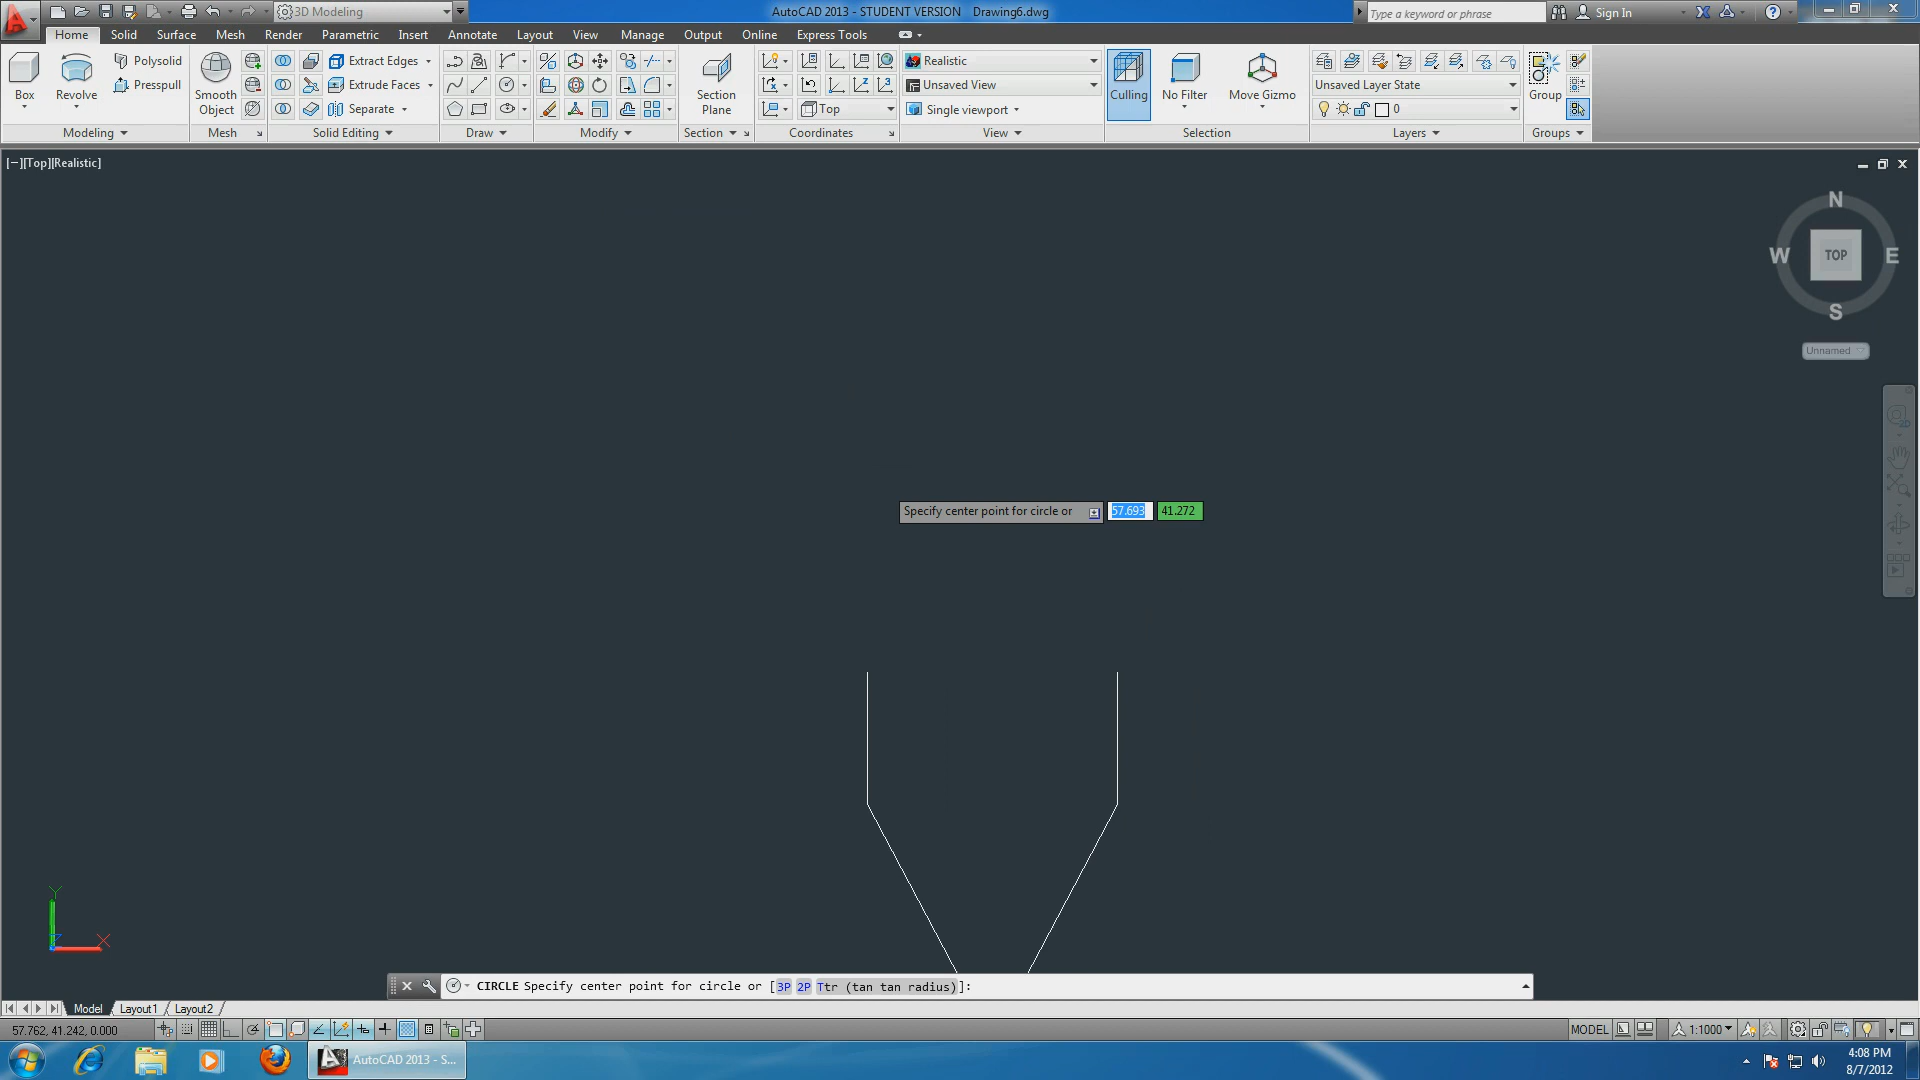 3D Modeling
AutoCAD 2013 - STUDENT VERSION Drawing6.dwg
Type a keyword or phrase
Sign In
Home Solid Surface Mesh Render Parametric Insert Annotate Layout View Manage Output Online Express Tools
Box
Revolve
Polysolid
Presspull
Modeling
Smooth
Object
Mesh
Extract Edges
Extrude Faces
Separate
Solid Editing
Draw
Modify
Section
Plane
Section
Top
Coordinates
Realistic
Unsaved View
Single viewport
View
Culling
No Filter
Move Gizmo
Selection
Unsaved Layer State
0
Layers
Group
Groups
[−][Top][Realistic]
N
W
TOP
E
S
Unnamed
Specify center point for circle or 57.693 41.272
Y
X
CIRCLE Specify center point for circle or [3P 2P Ttr (tan tan radius)]:
Model Layout1 Layout2
57.762, 41.242, 0.000
MODEL
1:1000
AutoCAD 2013 - S...
4:08 PM
8/7/2012